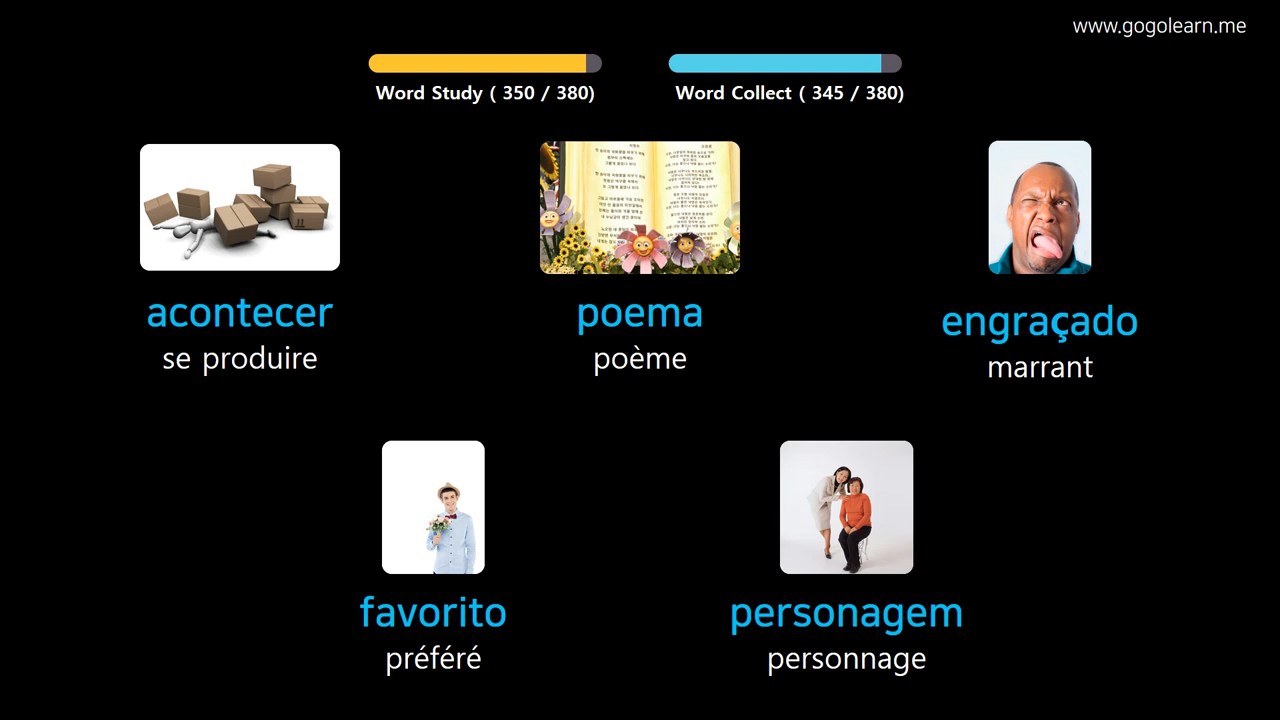 www.gogolearn.me
Word Study ( 350 / 380)
Word Collect ( 345 / 380)
acontecer
se produire
poema
poème
engraçado
marrant
favorito
préféré
personagem
personnage